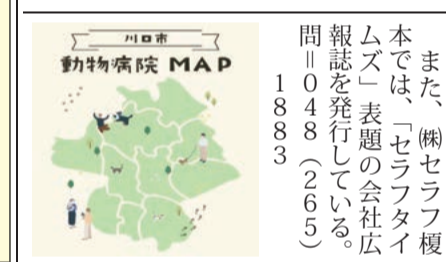 また、㈱セラフ榎
本では、「セラフタイ
ムズ」表題の会社広
報誌を発行している。
問＝048（265）
1883
川口市
動物病院 MAP